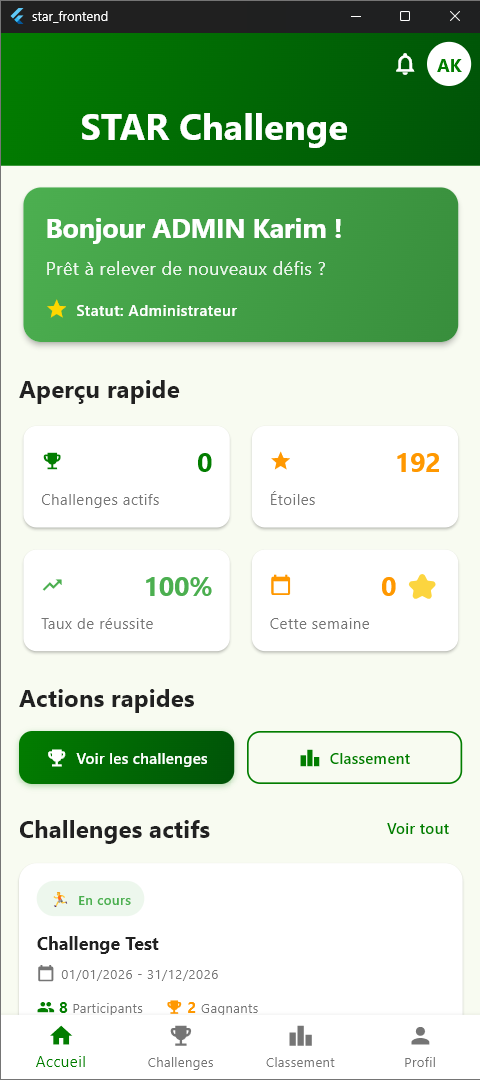 star_frontend
AK
STAR Challenge
Bonjour ADMIN Karim !
Prêt à relever de nouveaux défis ?
Statut: Administrateur
Aperçu rapide
0
Challenges actifs
192
Étoiles
100%
Taux de réussite
0
Cette semaine
Actions rapides
Voir les challenges
Classement
Challenges actifs
Voir tout
En cours
Challenge Test
01/01/2026 - 31/12/2026
8 Participants
2 Gagnants
Accueil
Challenges
Classement
Profil